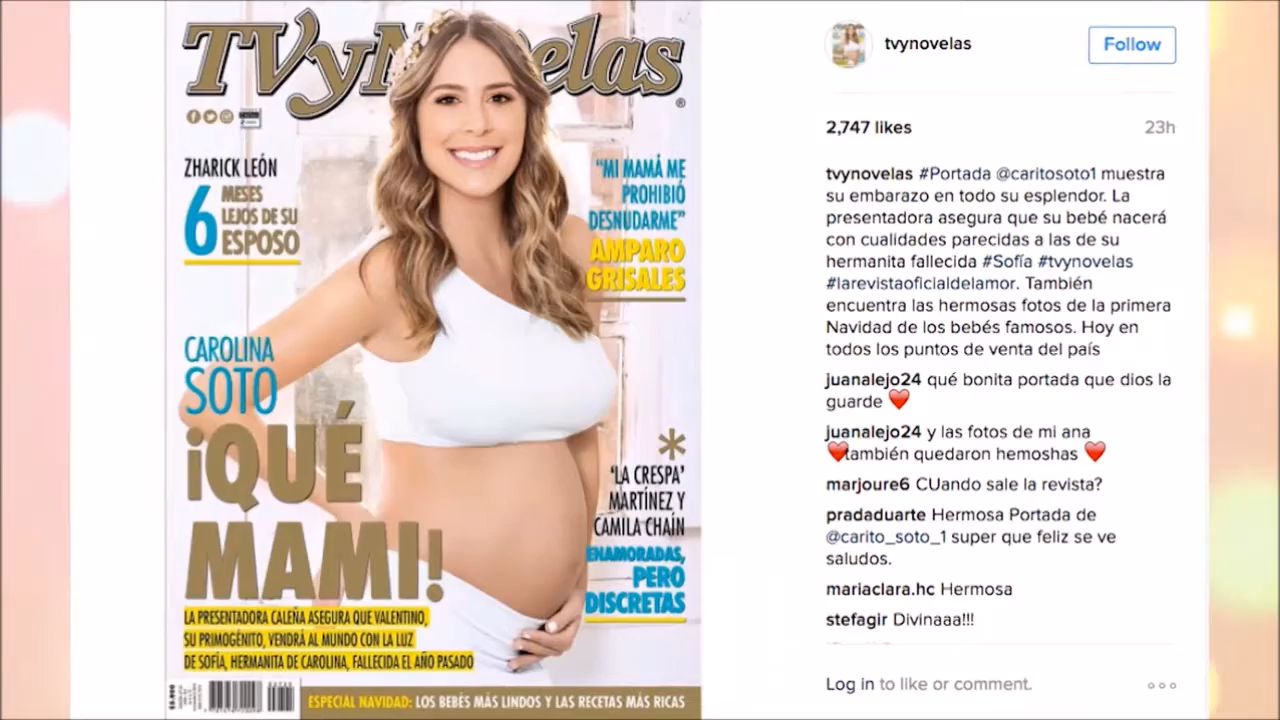 TVyNovelas
®
ZHARICK LEÓN
6 MESES
LEJOS DE SU
ESPOSO
"MI MAMÁ ME
PROHIBIÓ
DESNUDARME"
AMPARO
GRISALES
CAROLINA
SOTO
¡QUÉ
MAMI!
LA PRESENTADORA CALEÑA ASEGURA QUE VALENTINO,
SU PRIMOGÉNITO, VENDRÁ AL MUNDO CON LA LUZ
DE SOFÍA, HERMANITA DE CAROLINA, FALLECIDA EL AÑO PASADO
*
'LA CRESPA'
MARTÍNEZ Y
CAMILA CHAÍN
ENAMORADAS,
PERO
DISCRETAS
ESPECIAL NAVIDAD: LOS BEBÉS MÁS LINDOS Y LAS RECETAS MÁS RICAS
tvynovelas
Follow
2,747 likes
23h
tvynovelas #Portada @caritosoto1 muestra
su embarazo en todo su esplendor. La
presentadora asegura que su bebé nacerá
con cualidades parecidas a las de su
hermanita fallecida #Sofía #tvynovelas
#larevistaoficialdelamor. También
encuentra las hermosas fotos de la primera
Navidad de los bebés famosos. Hoy en
todos los puntos de venta del país
juanalejo24 qué bonita portada que dios la
guarde ❤️
juanalejo24 y las fotos de mi ana
❤️también quedaron hemoshas ❤️
marjoure6 CUando sale la revista?
pradaduarte Hermosa Portada de
@carito_soto_1 super que feliz se ve
saludos.
mariaclara.hc Hermosa
stefagir Divinaaa!!!
Log in to like or comment.